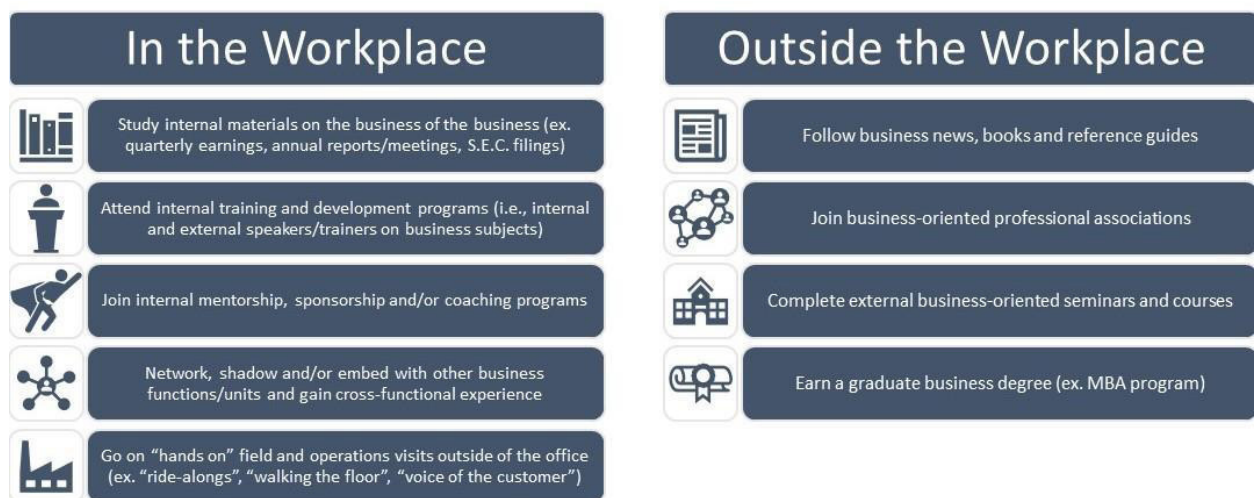 In the Workplace
Study internal materials on the business of the business (ex.
quarterly earnings, annual reports/meetings, S.E.C. filings)
Attend internal training and development programs (i.e., internal
and external speakers/trainers on business subjects)
Join internal mentorship, sponsorship and/or coaching programs
Network, shadow and/or embed with other business
functions/units and gain cross-functional experience
Go on “hands on” field and operations visits outside of the office
(ex. “ride-alongs”, “walking the floor”, “voice of the customer”)
Outside the Workplace
Follow business news, books and reference guides
Join business-oriented professional associations
Complete external business-oriented seminars and courses
Earn a graduate business degree (ex. MBA program)